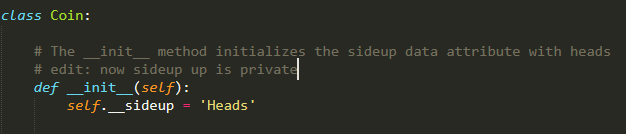 class Coin:
# The __init__ method initializes the sideup data attribute with heads
# edit: now sideup up is private
def __init__(self):
self.__sideup = 'Heads'